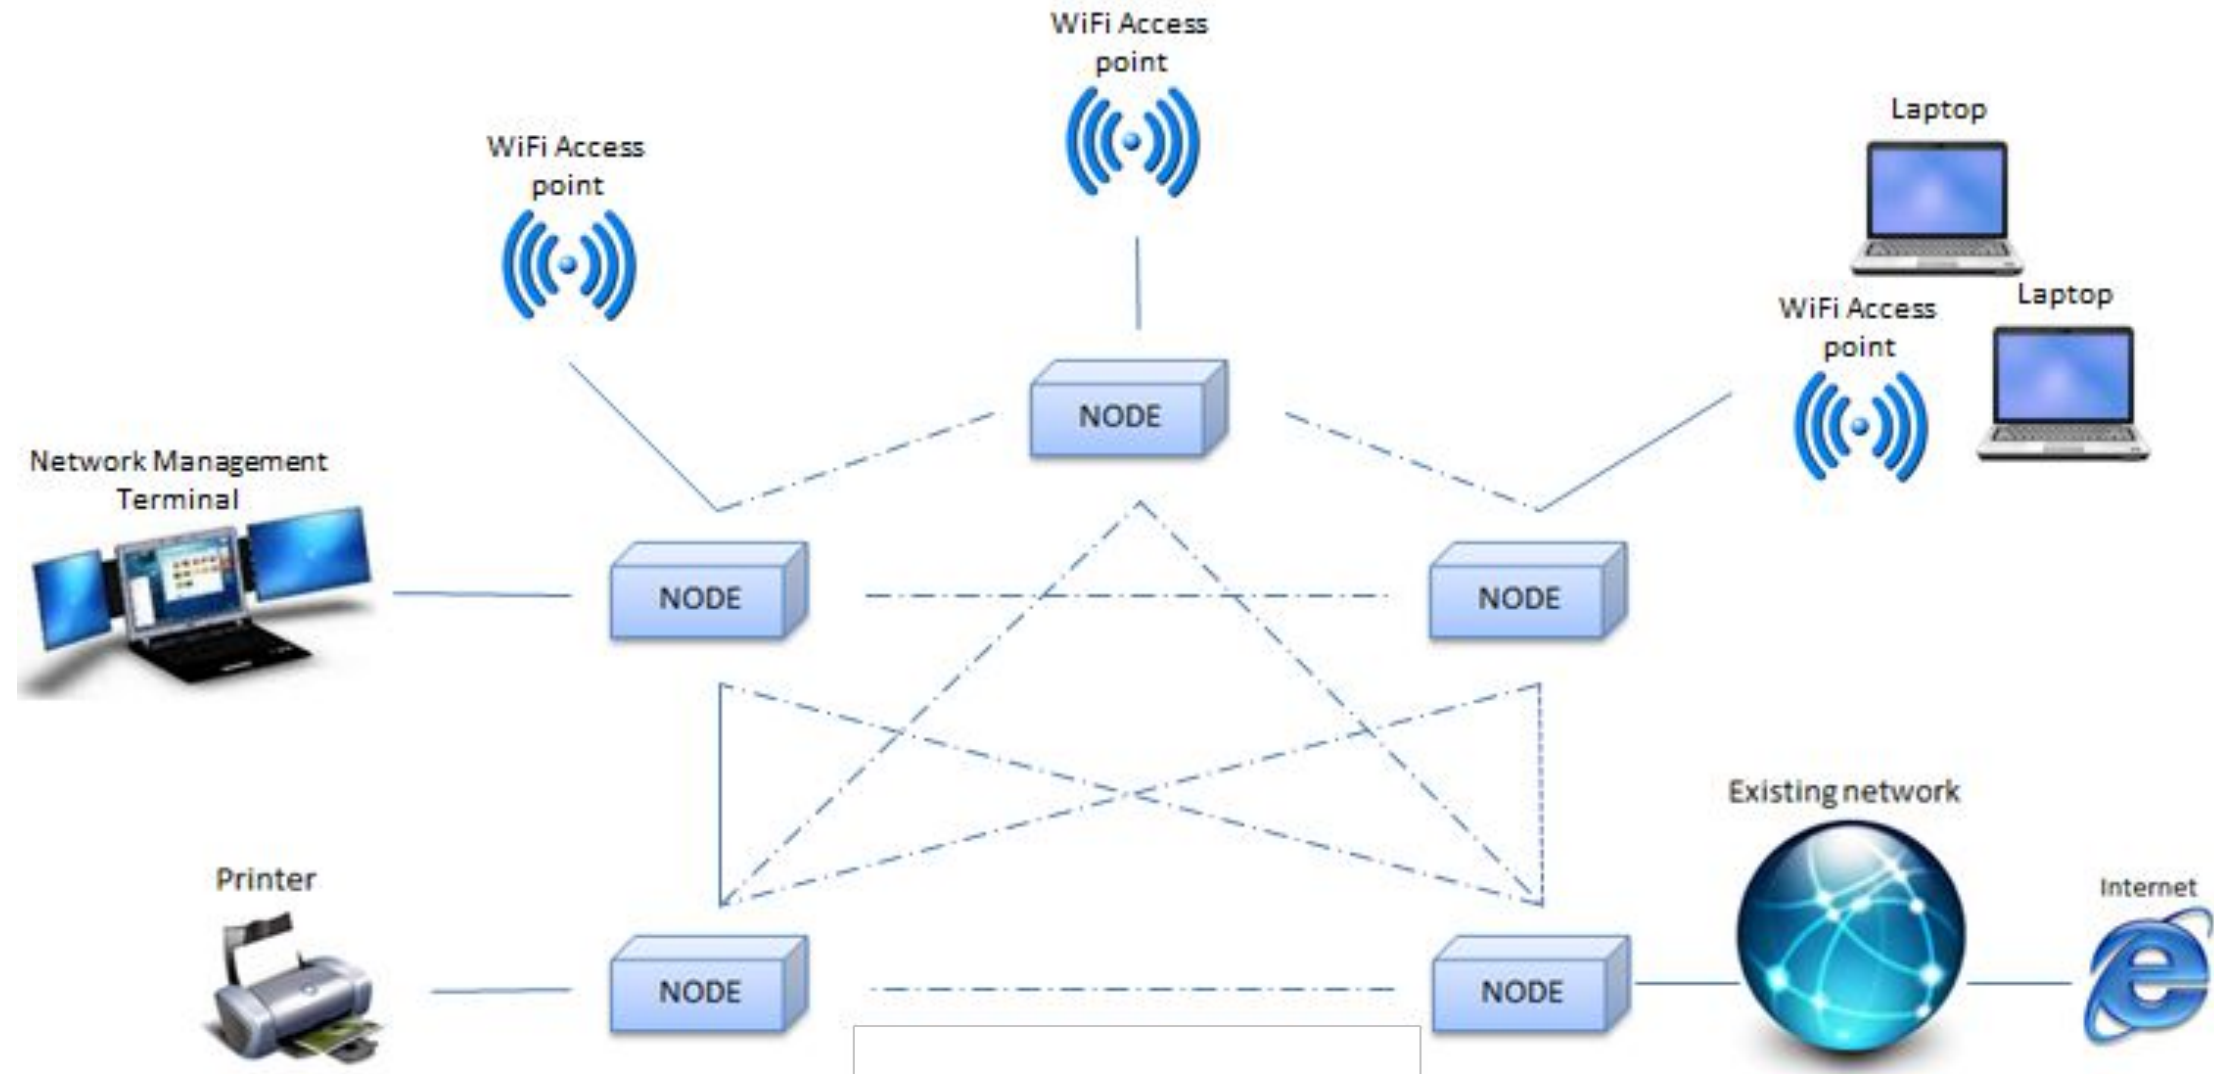 WiFi Access
point
WiFi Access
point
Laptop
Laptop
WiFi Access
point
NODE
Network Management
Terminal
NODE
NODE
Existing network
Printer
Internet
NODE
NODE